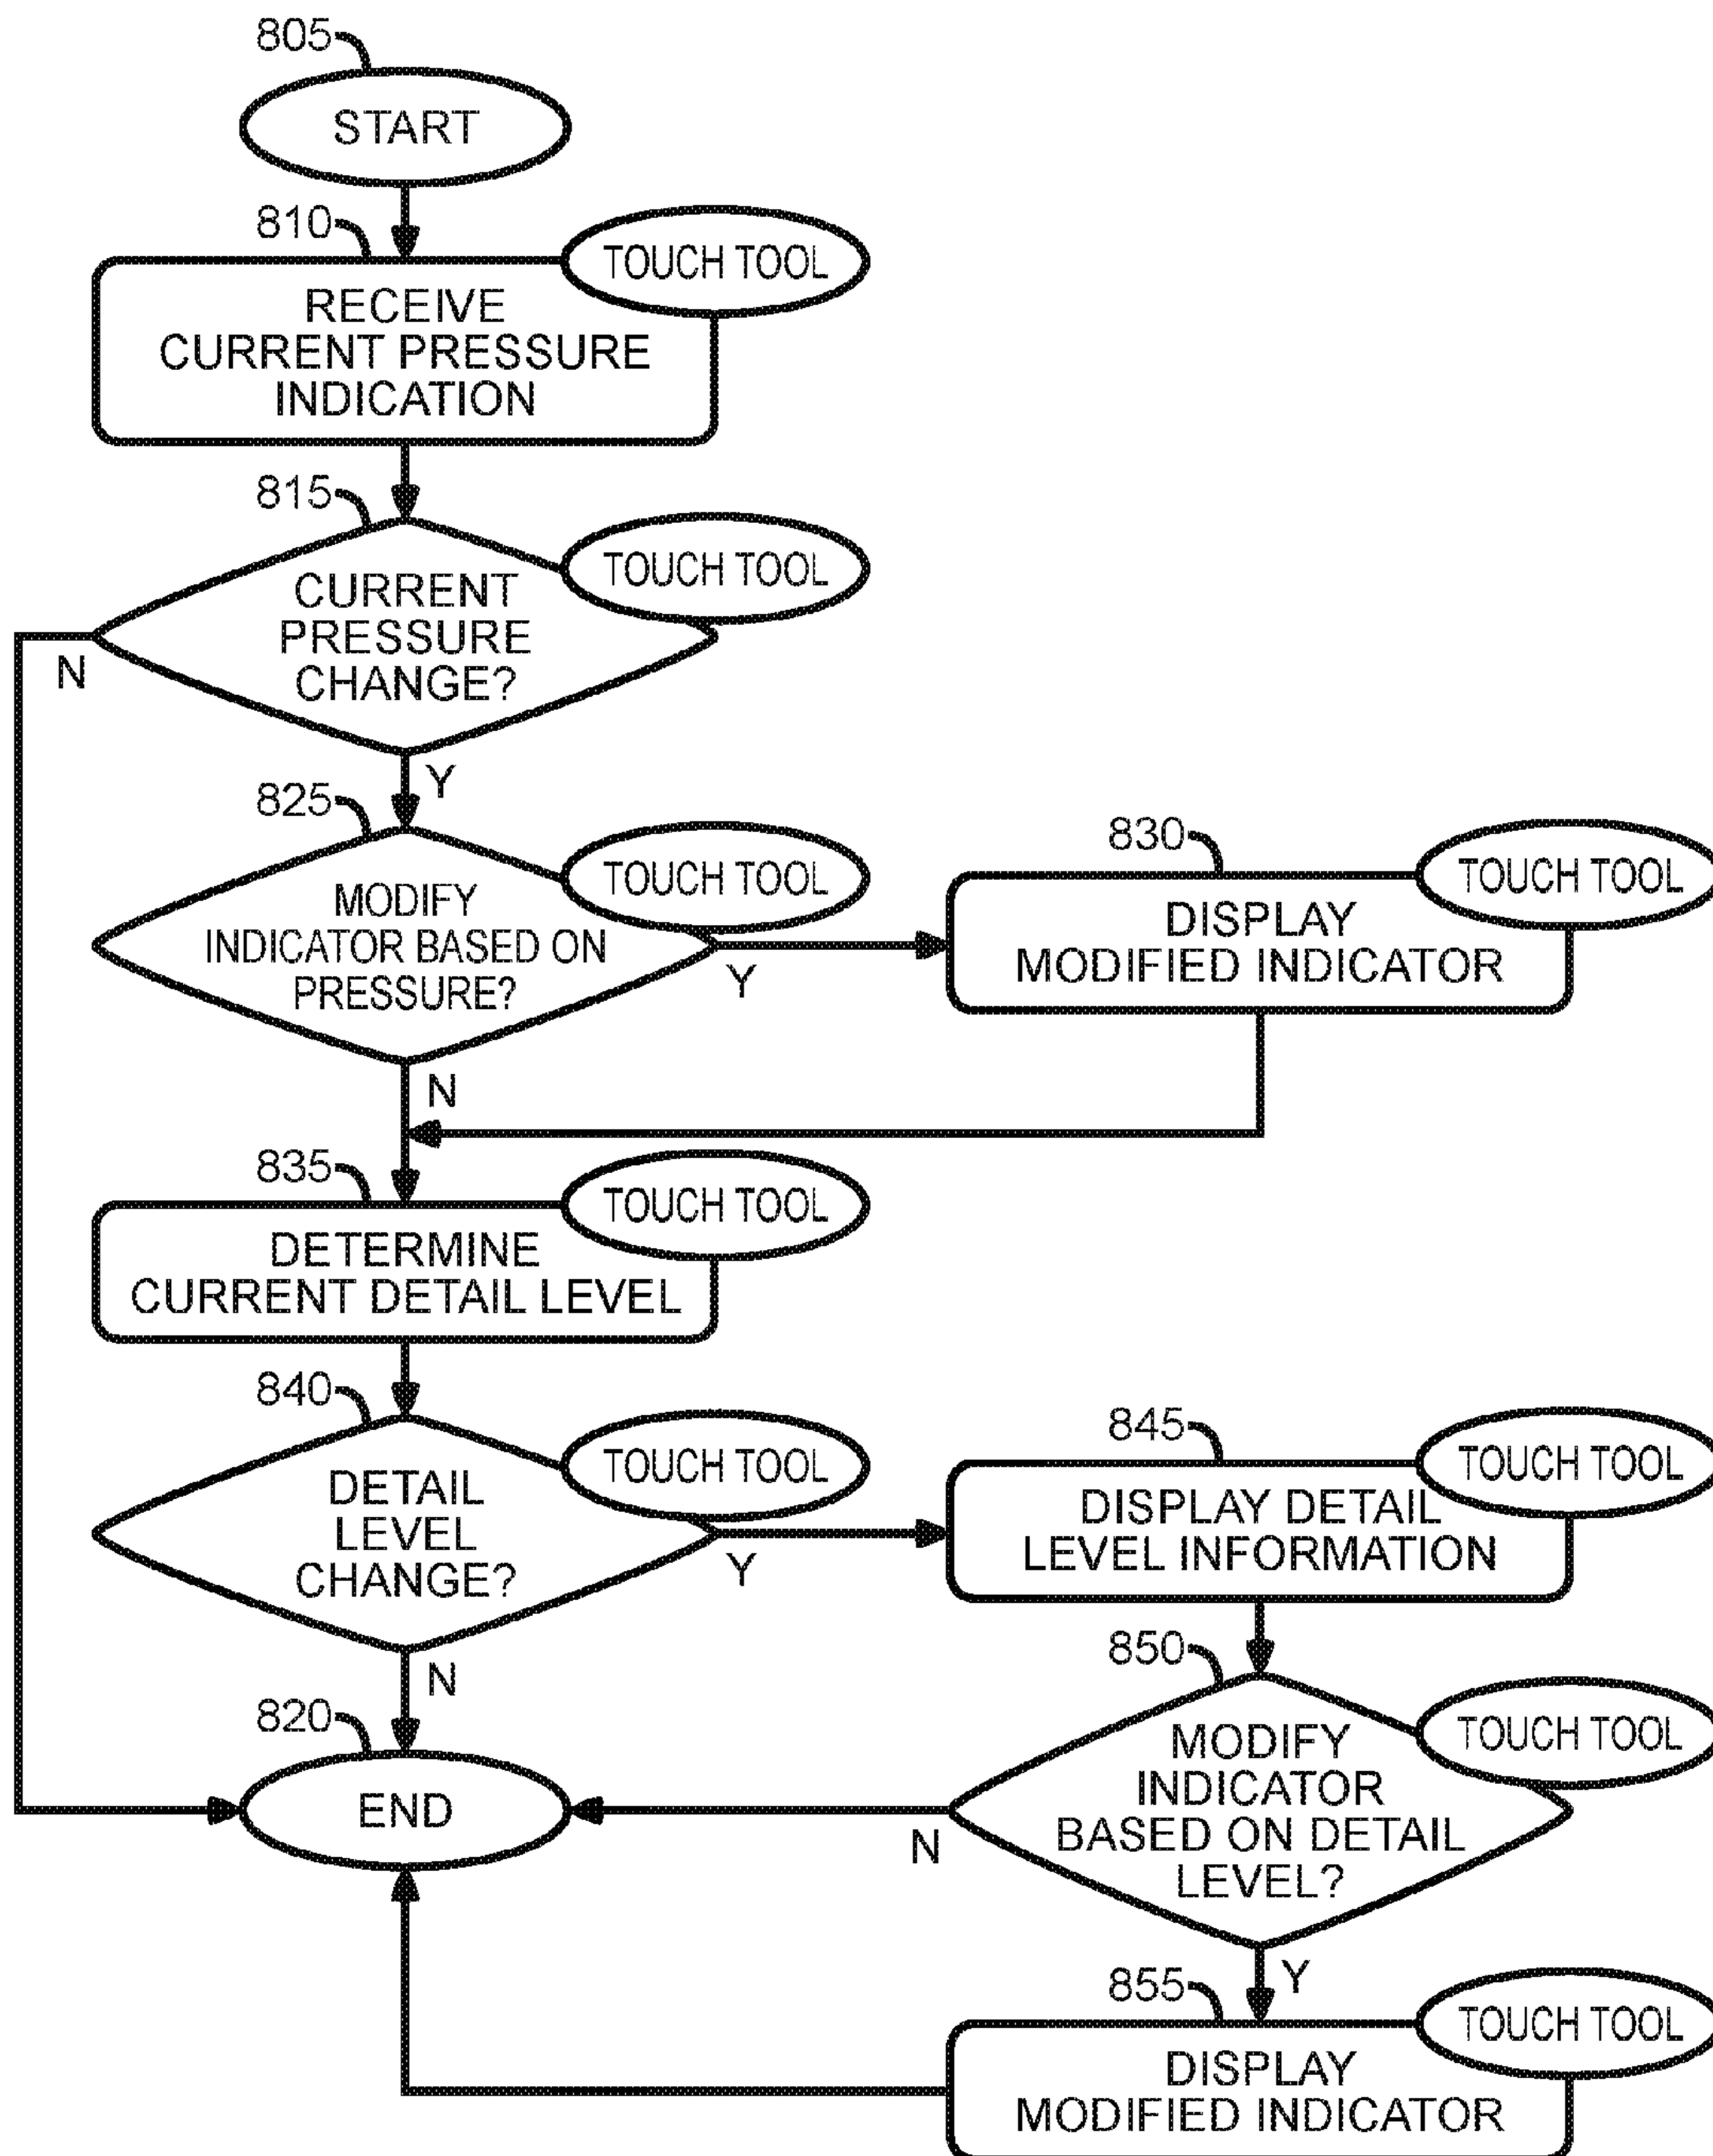 805
START
810
TOUCH TOOL
RECEIVE
CURRENT PRESSURE
INDICATION
815
TOUCH TOOL
CURRENT
PRESSURE
CHANGE?
N
Y
825
TOUCH TOOL
MODIFY
INDICATOR BASED ON
PRESSURE?
Y
N
830
TOUCH TOOL
DISPLAY
MODIFIED INDICATOR
835
TOUCH TOOL
DETERMINE
CURRENT DETAIL LEVEL
840
TOUCH TOOL
DETAIL
LEVEL
CHANGE?
Y
N
845
TOUCH TOOL
DISPLAY DETAIL
LEVEL INFORMATION
850
TOUCH TOOL
MODIFY
INDICATOR
BASED ON DETAIL
LEVEL?
N
Y
820
END
855
TOUCH TOOL
DISPLAY
MODIFIED INDICATOR